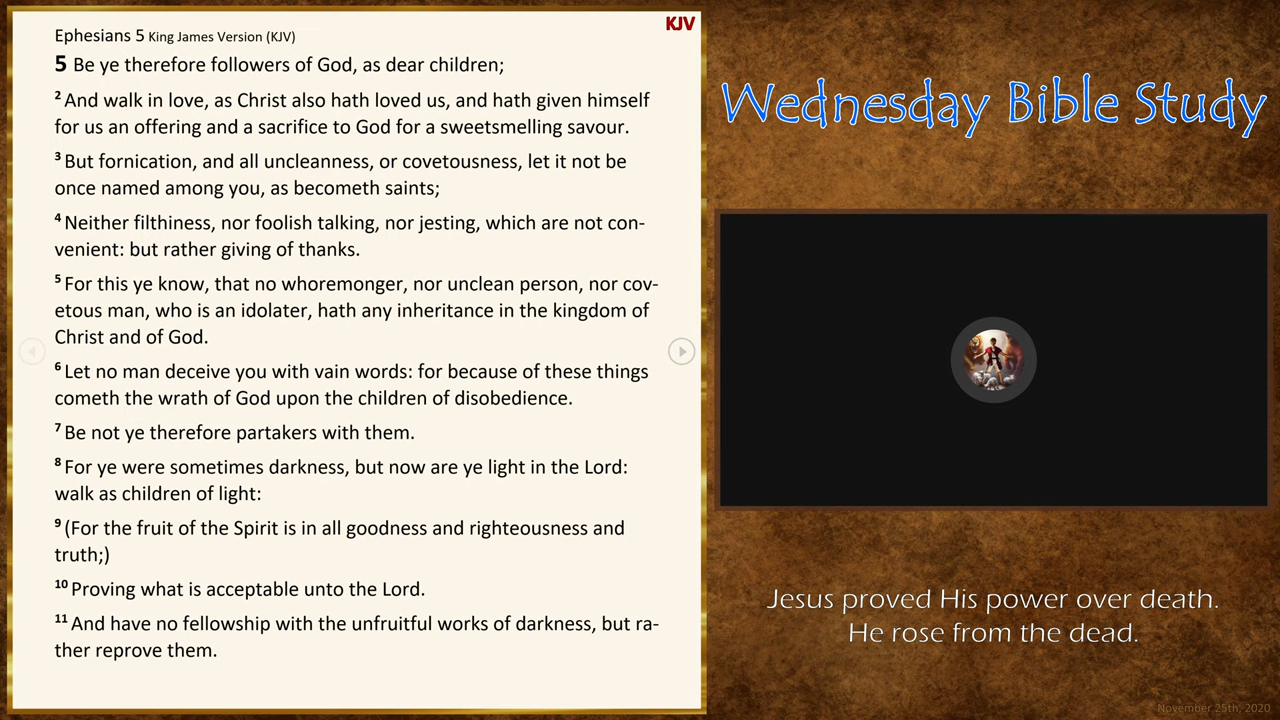 KJV
Ephesians 5 King James Version (KJV)
5 Be ye therefore followers of God, as dear children;
2 And walk in love, as Christ also hath loved us, and hath given himself
for us an offering and a sacrifice to God for a sweetsmelling savour.
3 But fornication, and all uncleanness, or covetousness, let it not be
once named among you, as becometh saints;
4 Neither filthiness, nor foolish talking, nor jesting, which are not con-
venient: but rather giving of thanks.
5 For this ye know, that no whoremonger, nor unclean person, nor cov-
etous man, who is an idolater, hath any inheritance in the kingdom of
Christ and of God.
6 Let no man deceive you with vain words: for because of these things
cometh the wrath of God upon the children of disobedience.
7 Be not ye therefore partakers with them.
8 For ye were sometimes darkness, but now are ye light in the Lord:
walk as children of light:
9 (For the fruit of the Spirit is in all goodness and righteousness and
truth;)
10 Proving what is acceptable unto the Lord.
11 And have no fellowship with the unfruitful works of darkness, but ra-
ther reprove them.
Wednesday Bible Study
Jesus proved His power over death.
He rose from the dead.
November 25th, 2020